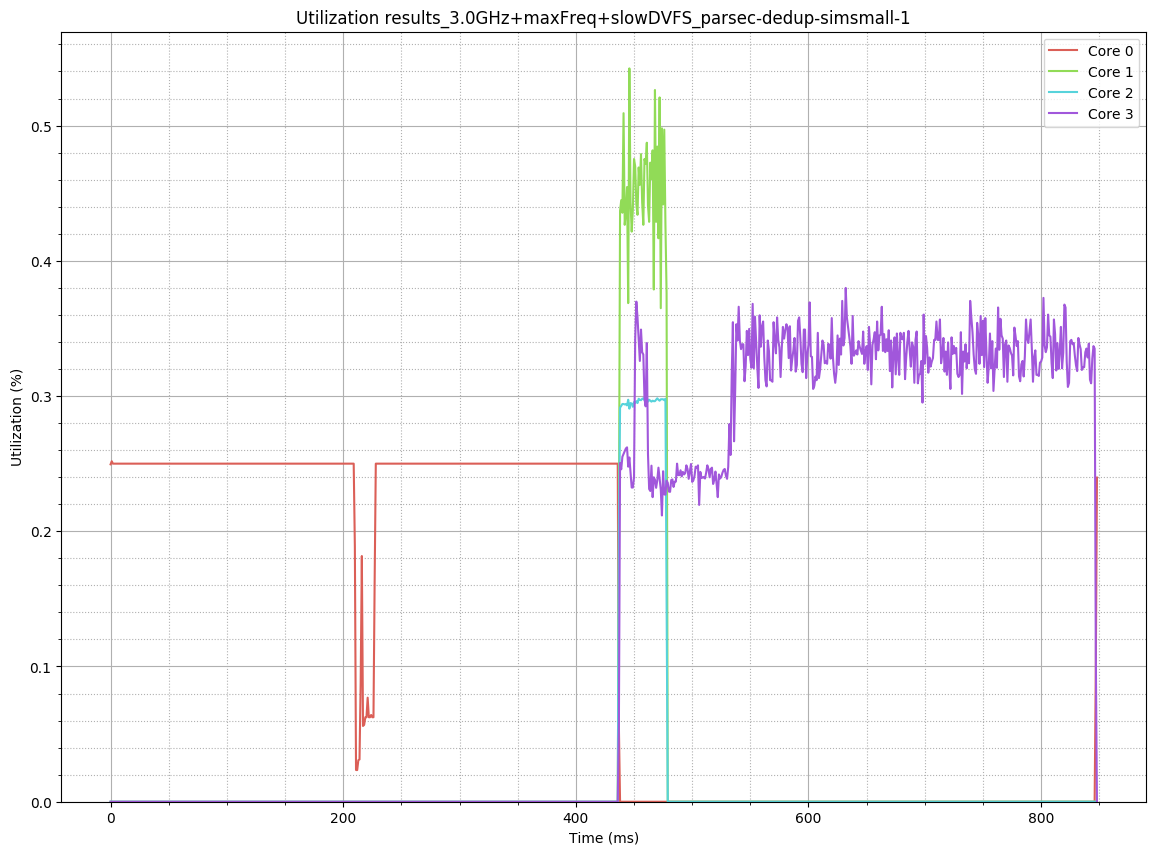 Utilization results_3.0GHz+maxFreq+slowDVFS_parsec-dedup-simsmall-1
Core 0
Core 1
Core 2
Core 3
Utilization (%)
0.5
0.4
0.3
0.2
0.1
0.0
0 200 400 600 800
Time (ms)